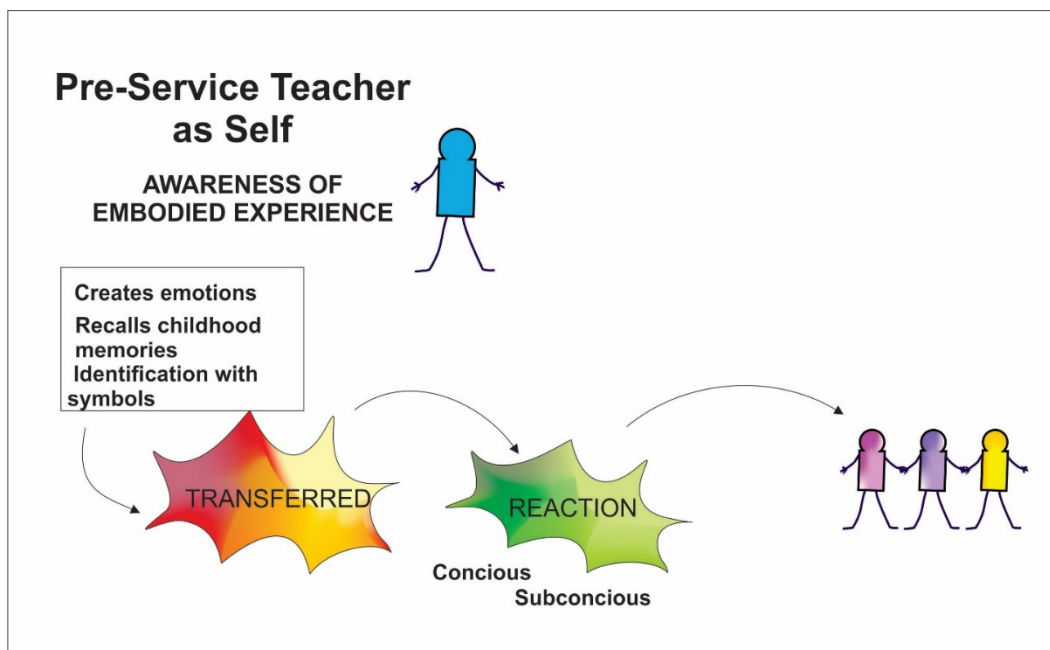 Pre-Service Teacher
as Self
AWARENESS OF
EMBODIED EXPERIENCE
Creates emotions
Recalls childhood
memories
Identification with
symbols
TRANSFERRED
REACTION
Concious
Subconcious